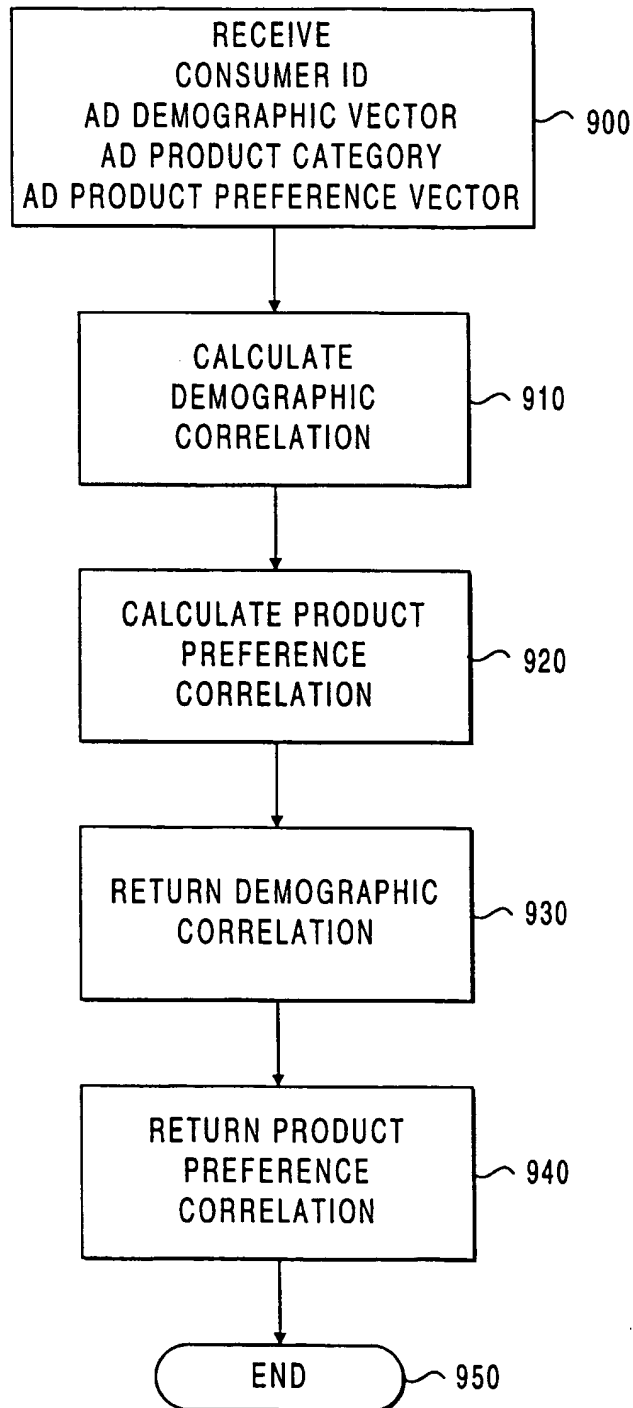 RECEIVE
CONSUMER ID
AD DEMOGRAPHIC VECTOR
AD PRODUCT CATEGORY
AD PRODUCT PREFERENCE VECTOR
900
CALCULATE
DEMOGRAPHIC
CORRELATION
910
CALCULATE PRODUCT
PREFERENCE
CORRELATION
920
RETURN DEMOGRAPHIC
CORRELATION
930
RETURN PRODUCT
PREFERENCE
CORRELATION
940
END
950